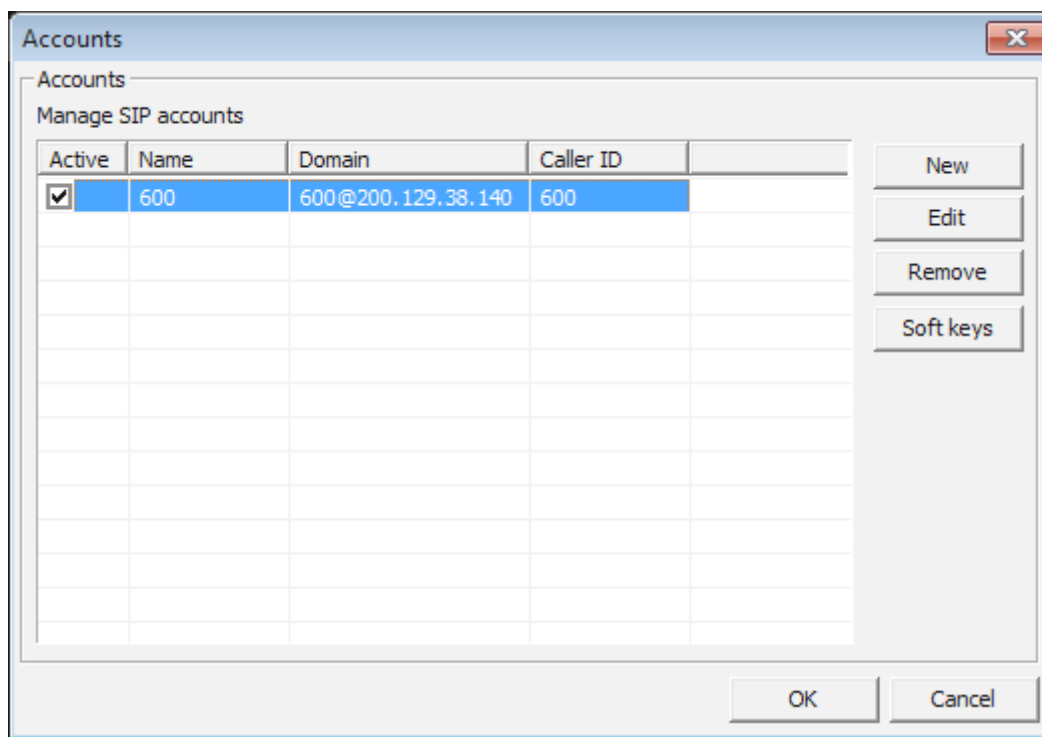 Accounts
Accounts
Manage SIP accounts
Active Name Domain Caller ID
600 600@200.129.38.140 600
New
Edit
Remove
Soft keys
OK Cancel